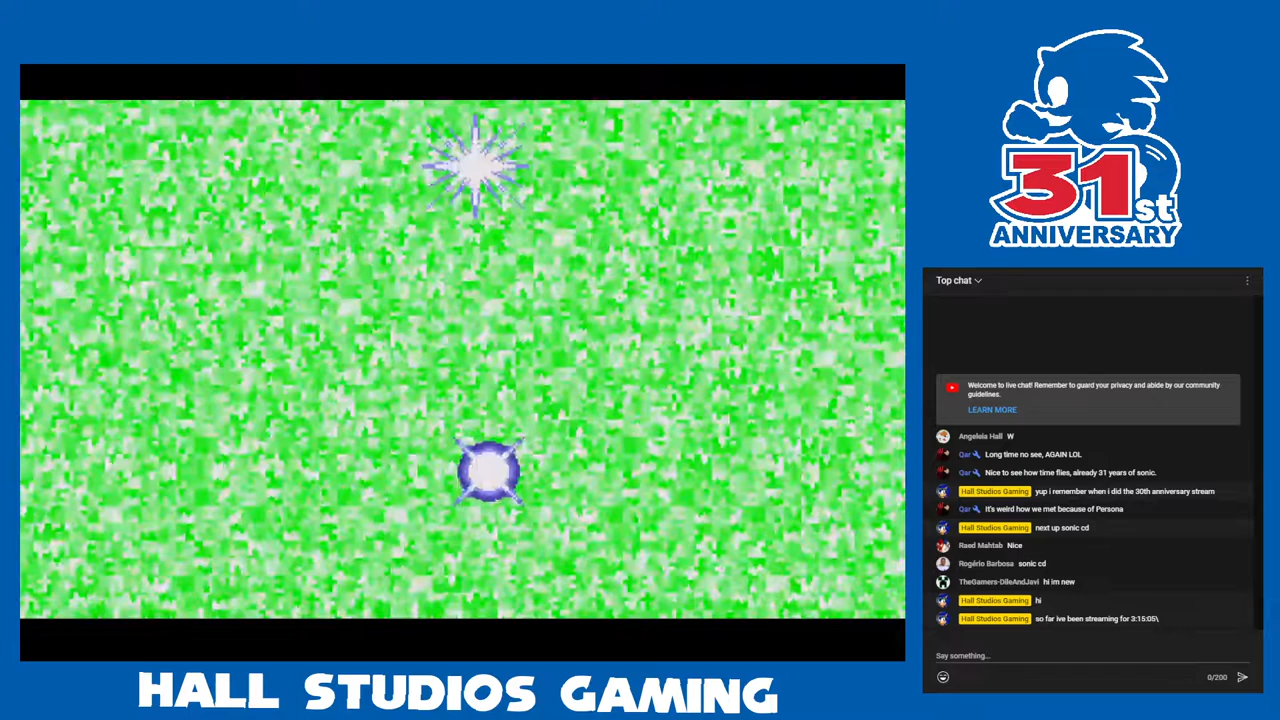 31st
ANNIVERSARY
Top chat
Welcome to live chat! Remember to guard your privacy and abide by our community
guidelines.
LEARN MORE
Angeleia Hall W
Qar Long time no see, AGAIN LOL
Qar Nice to see how time flies, already 31 years of sonic.
Hall Studios Gaming yup i remember when i did the 30th anniversary stream
Qar It's weird how we met because of Persona
Hall Studios Gaming next up sonic cd
Raed Mahtab Nice
Rogério Barbosa sonic cd
TheGamers-DileAndJavi hi im new
Hall Studios Gaming hi
Hall Studios Gaming so far ive been streaming for 3:15:05\
Say something...
0/200
HALL STUDIOS GAMING